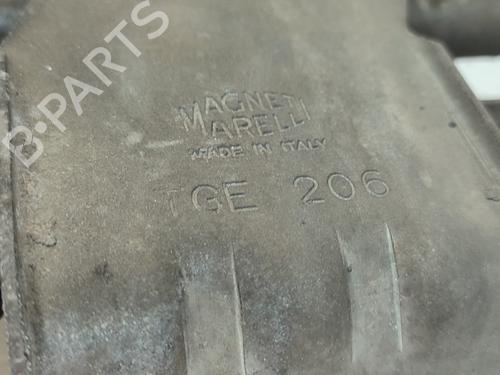 B-PARTS
MAGNETI
MARELLI
MADE IN ITALY
TGE 206